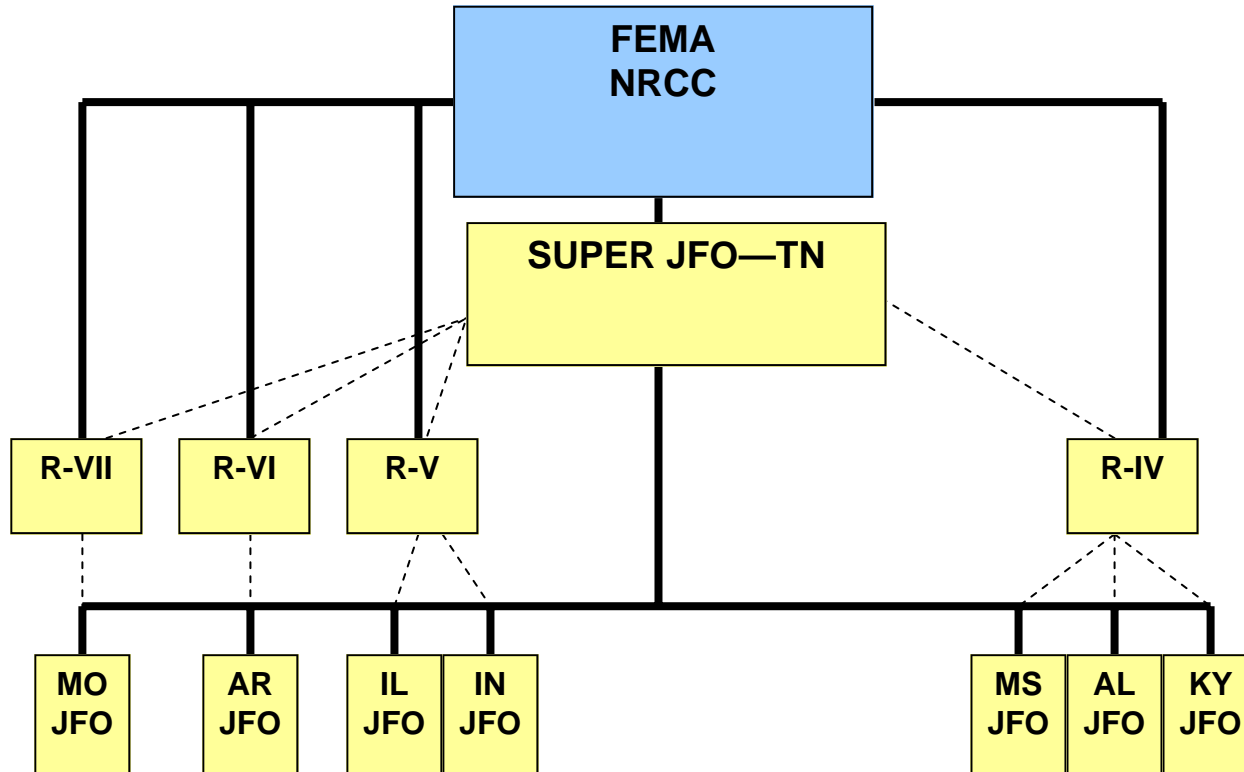 FEMA
NRCC
SUPER JFO—TN
R-VII
R-VI
R-V
R-IV
MO
JFO
AR
JFO
IL
JFO
IN
JFO
MS
JFO
AL
JFO
KY
JFO